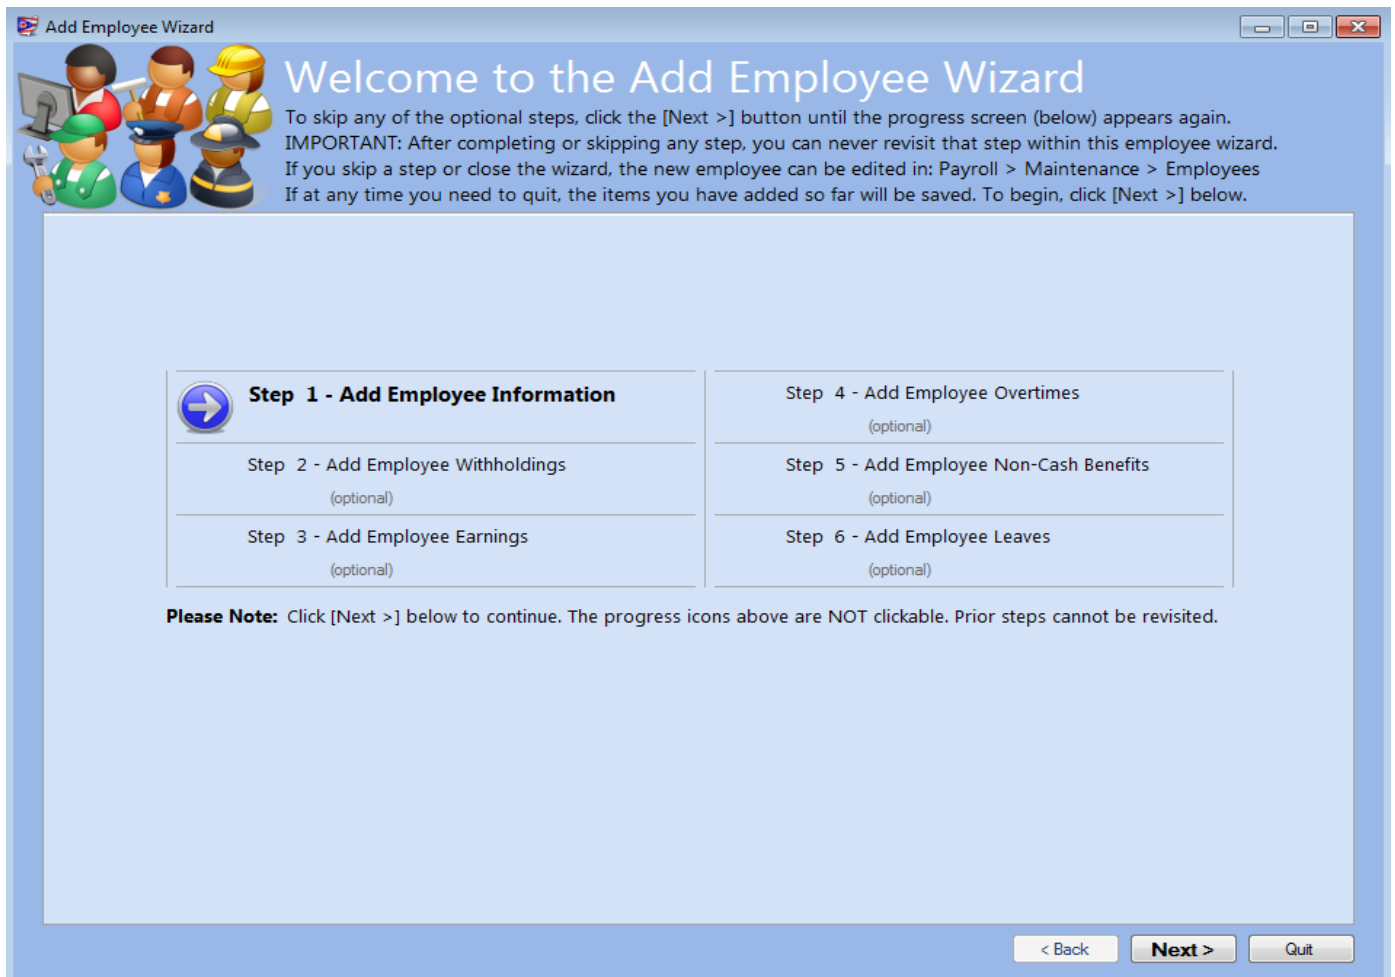 Add Employee Wizard
Welcome to the Add Employee Wizard
To skip any of the optional steps, click the [Next >] button until the progress screen (below) appears again.
IMPORTANT: After completing or skipping any step, you can never revisit that step within this employee wizard.
If you skip a step or close the wizard, the new employee can be edited in: Payroll > Maintenance > Employees
If at any time you need to quit, the items you have added so far will be saved. To begin, click [Next >] below.
Step 1 - Add Employee Information
Step 2 - Add Employee Withholdings
(optional)
Step 3 - Add Employee Earnings
(optional)
Step 4 - Add Employee Overtimes
(optional)
Step 5 - Add Employee Non-Cash Benefits
(optional)
Step 6 - Add Employee Leaves
(optional)
Please Note: Click [Next >] below to continue. The progress icons above are NOT clickable. Prior steps cannot be revisited.
< Back
Next >
Quit